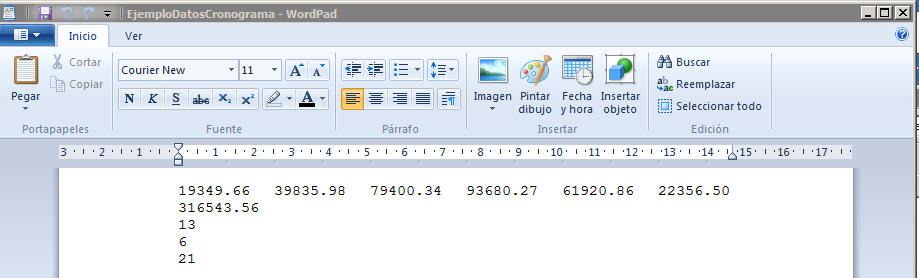 EjemploDatosCronograma - WordPad
Inicio Ver
Pegar
Cortar
Copiar
Portapapeles
Courier New 11
N K S abc X₂ X²
Fuente
Párrafo
Imagen
Pintar dibujo
Fecha y hora
Insertar objeto
Insertar
Buscar
Reemplazar
Seleccionar todo
Edición
3 2 1 1 2 3 4 5 6 7 8 9 10 11 12 13 14 15 16 17
19349.66 39835.98 79400.34 93680.27 61920.86 22356.50
316543.56
13
6
21